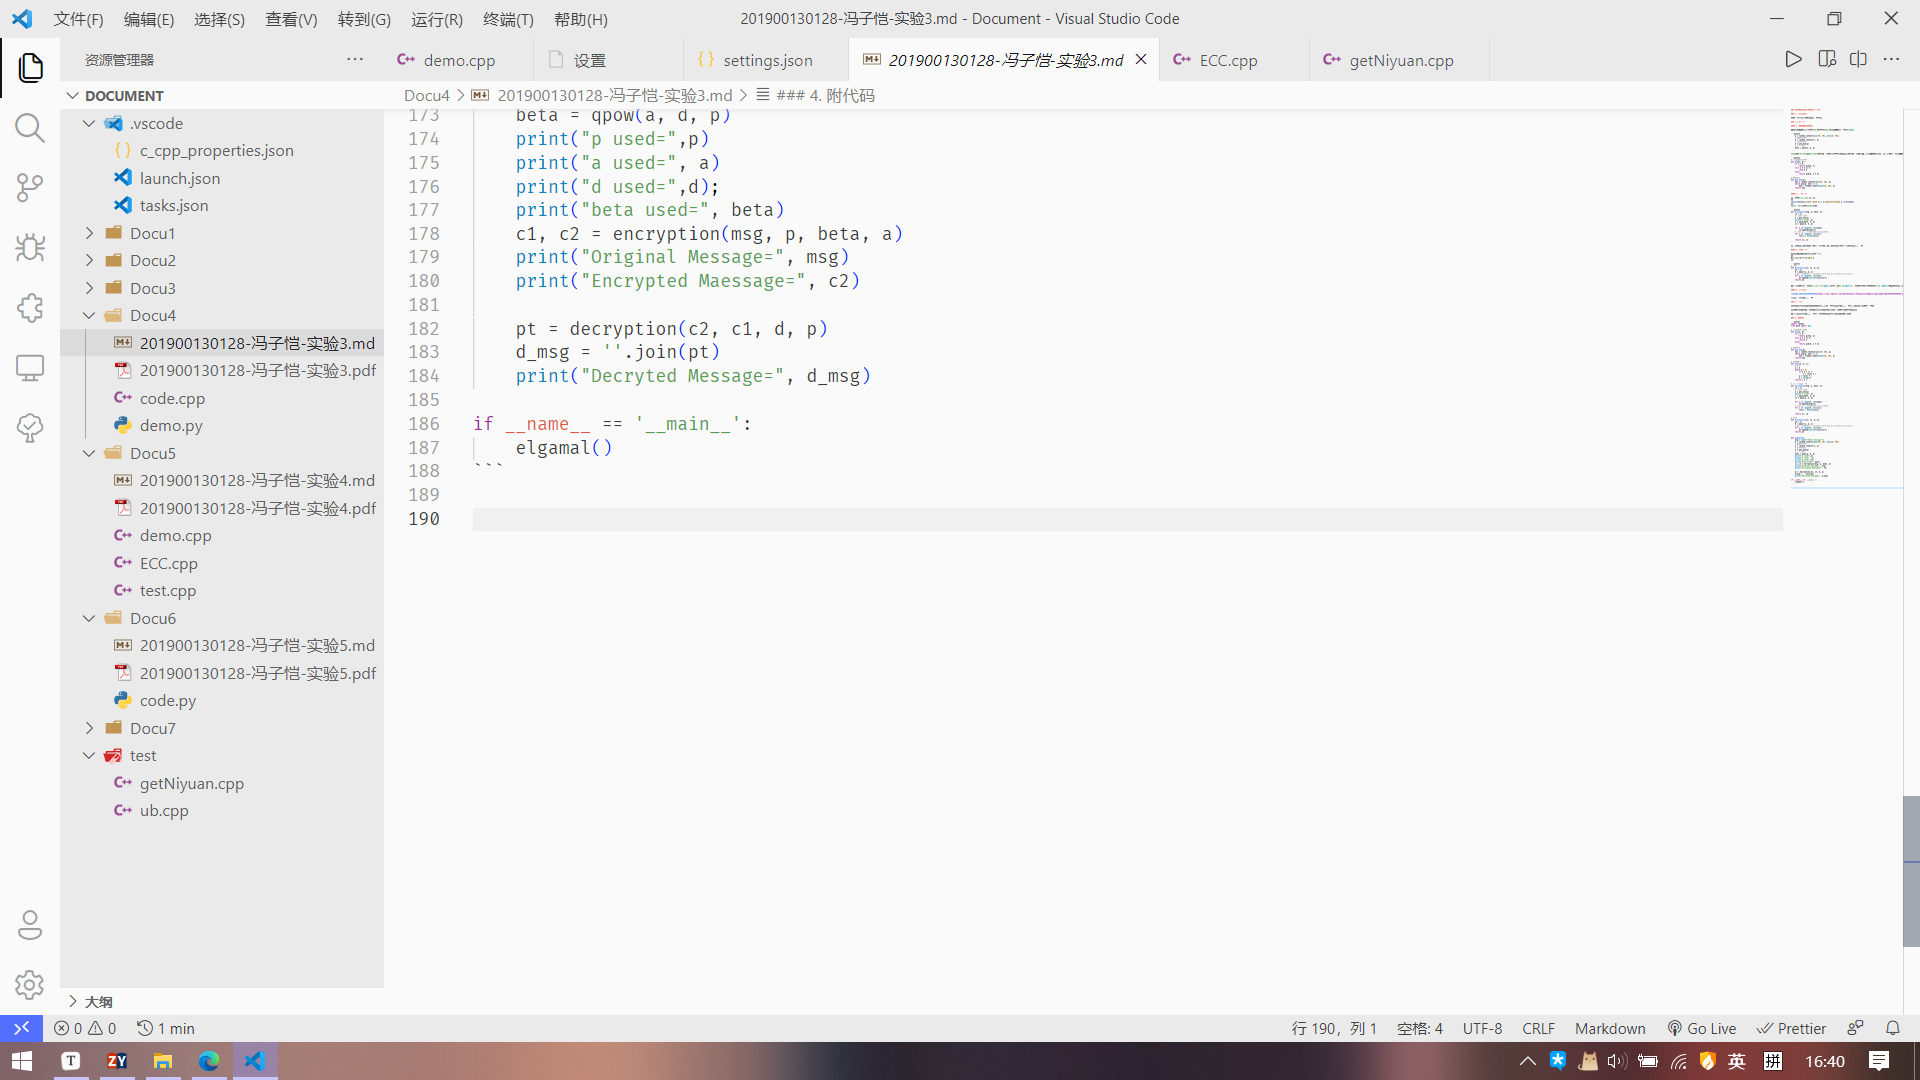 文件(F) 编辑(E) 选择(S) 查看(V) 转到(G) 运行(R) 终端(T) 帮助(H) 201900130128-冯子恺-实验3.md - Document - Visual Studio Code
资源管理器
demo.cpp 设置 settings.json 201900130128-冯子恺-实验3.md ECC.cpp getNiyuan.cpp
DOCUMENT
.vscode
c_cpp_properties.json
launch.json
tasks.json
Docu1
Docu2
Docu3
Docu4
201900130128-冯子恺-实验3.md
201900130128-冯子恺-实验3.pdf
code.cpp
demo.py
Docu5
201900130128-冯子恺-实验4.md
201900130128-冯子恺-实验4.pdf
demo.cpp
ECC.cpp
test.cpp
Docu6
201900130128-冯子恺-实验5.md
201900130128-冯子恺-实验5.pdf
code.py
Docu7
test
getNiyuan.cpp
ub.cpp
大纲
Docu4 > 201900130128-冯子恺-实验3.md > ### 4. 附代码
173 beta = qpow(a, d, p)
174 print("p used=",p)
175 print("a used=", a)
176 print("d used=",d);
177 print("beta used=", beta)
178 c1, c2 = encryption(msg, p, beta, a)
179 print("Original Message=", msg)
180 print("Encrypted Maessage=", c2)
181
182 pt = decryption(c2, c1, d, p)
183 d_msg = ''.join(pt)
184 print("Decryted Message=", d_msg)
185
186 if __name__ == '__main__':
187 elgamal()
188 ```
189
190
0 0 1 min 行 190，列 1 空格: 4 UTF-8 CRLF Markdown Go Live Prettier
T ZY 英 拼 16:40